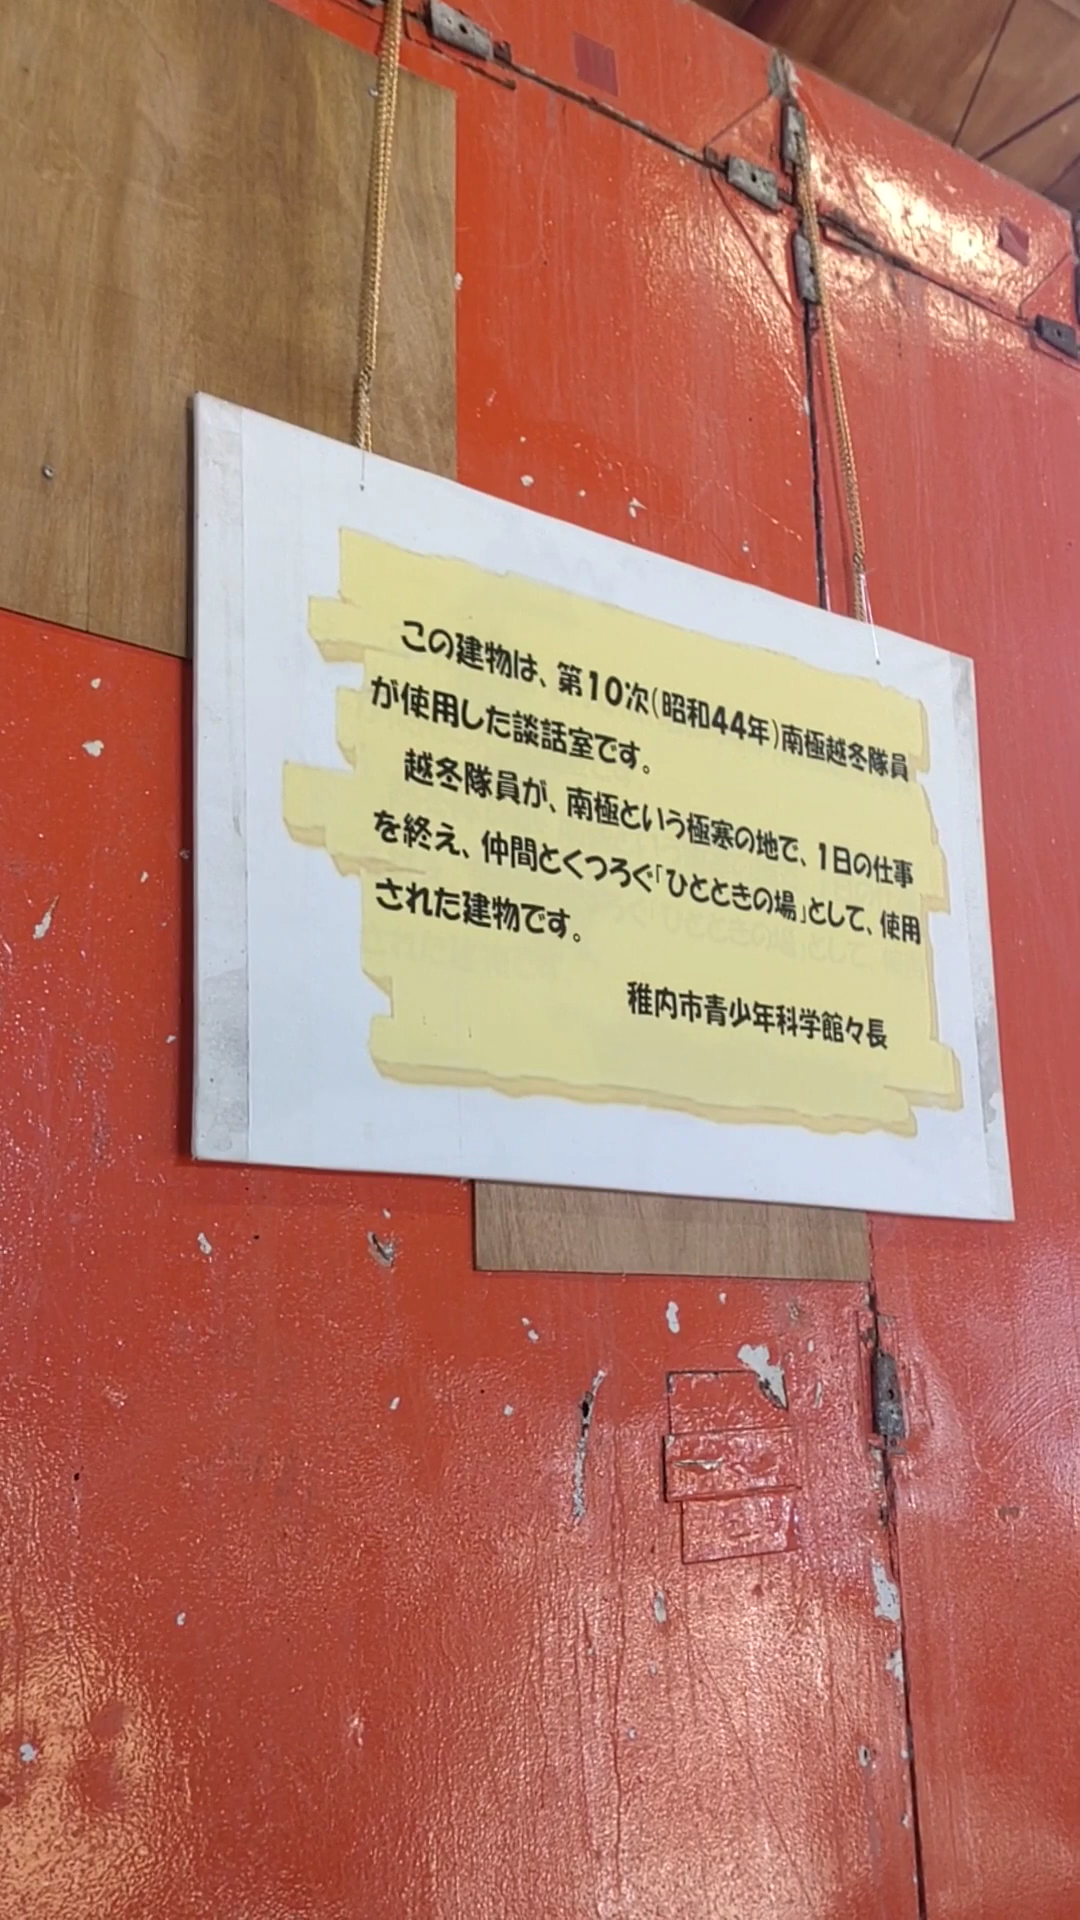 この建物は、第10次(昭和44年)南極越冬隊員
が使用した談話室です。
越冬隊員が、南極という極寒の地で、1日の仕事
を終え、仲間とくつろぐ「ひとときの場」として、使用
された建物です。
稚内市青少年科学館々長